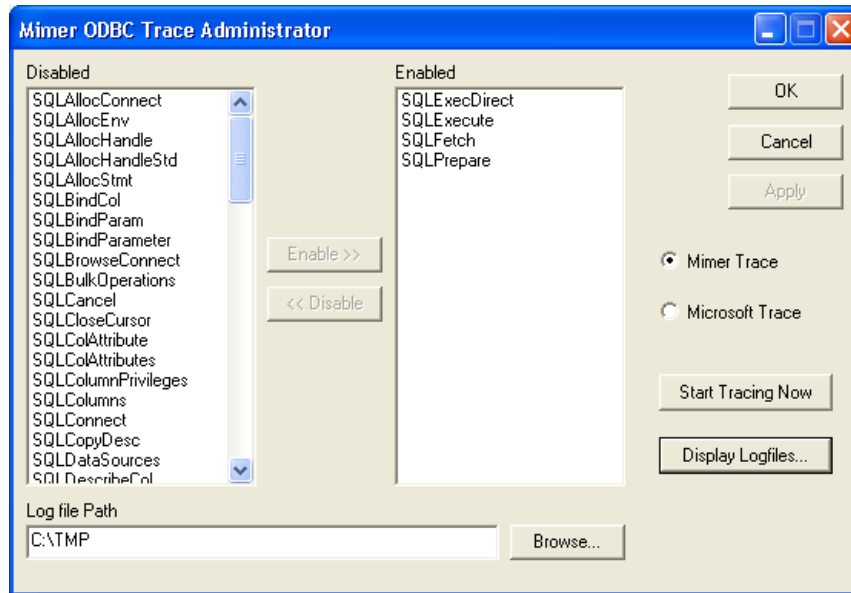 Mimer ODBC Trace Administrator
Disabled
SQLAllocConnect
SQLAllocEnv
SQLAllocHandle
SQLAllocHandleStd
SQLAllocStmt
SQLBindCol
SQLBindParam
SQLBindParameter
SQLBrowseConnect
SQLBulkOperations
SQLCancel
SQLCloseCursor
SQLColAttribute
SQLColAttributes
SQLColumnPrivileges
SQLColumns
SQLConnect
SQLCopyDesc
SQLDataSources
SQLDescribeCol
Enable >>
<< Disable
Enabled
SQLExecDirect
SQLExecute
SQLFetch
SQLPrepare
OK
Cancel
Apply
Mimer Trace
Microsoft Trace
Start Tracing Now
Display Logfiles...
Log file Path
C:\TMP
Browse...